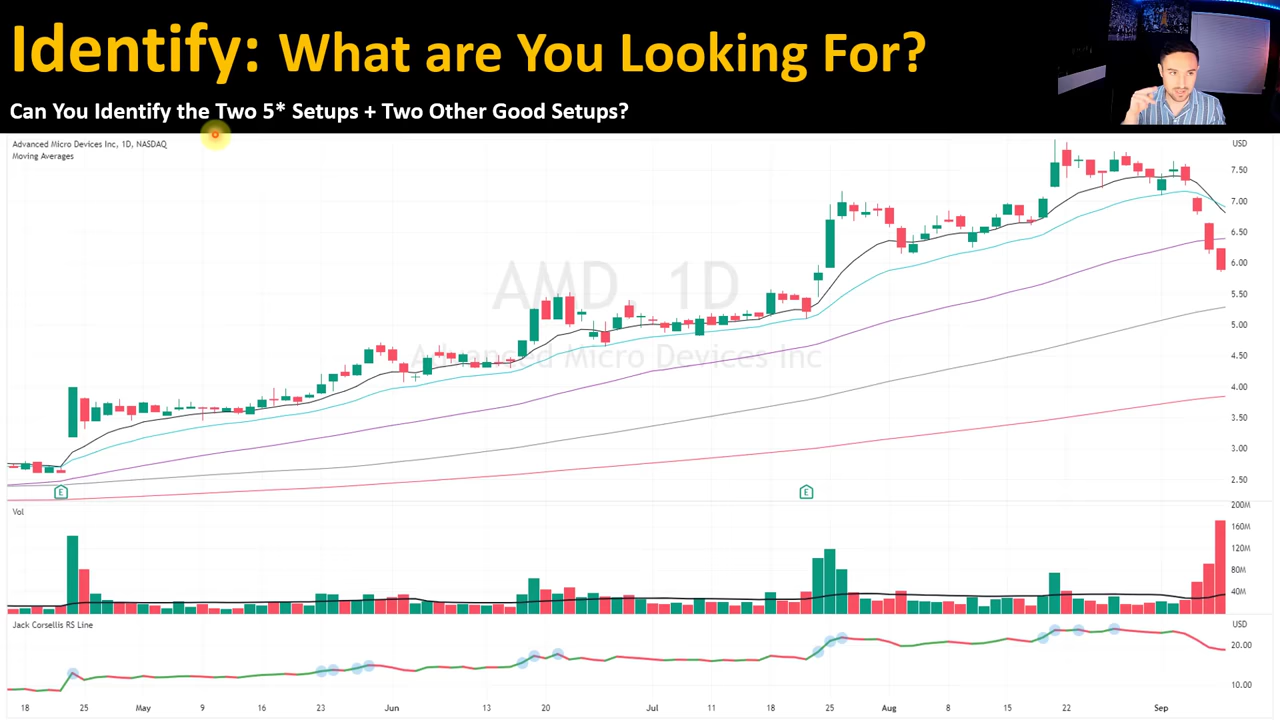 Identify: What are You Looking For?
Can You Identify the Two 5* Setups + Two Other Good Setups?
Advanced Micro Devices Inc, 1D, NASDAQ
Moving Averages
USD
7.50
7.00
6.50
6.00
5.50
5.00
4.50
4.00
3.50
3.00
2.50
AMD, 1D
Advanced Micro Devices Inc
E
E
Vol
200M
160M
120M
80M
40M
Jack Corsellis RS Line
USD
20.00
10.00
18 25 May 9 16 23 Jun 13 20 Jul 11 18 25 Aug 8 15 22 Sep